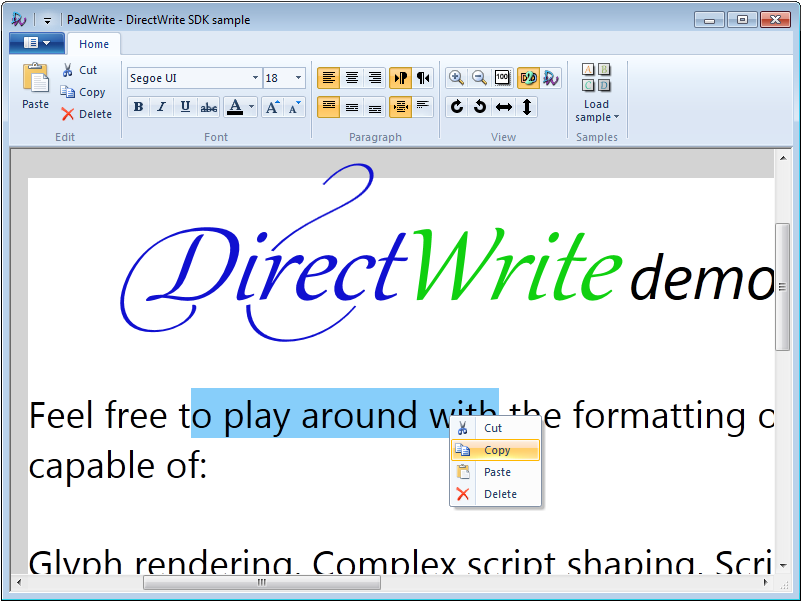 PadWrite - DirectWrite SDK sample
Home
Paste
Cut
Copy
Delete
Edit
Segoe UI
18
B I U abc A A A
Font
Paragraph
100
View
A B
C D
Load
sample
Samples
DirectWrite demo
Feel free to play around with the formatting o
capable of:
Glyph rendering. Complex script shaping. Scri
Cut
Copy
Paste
Delete